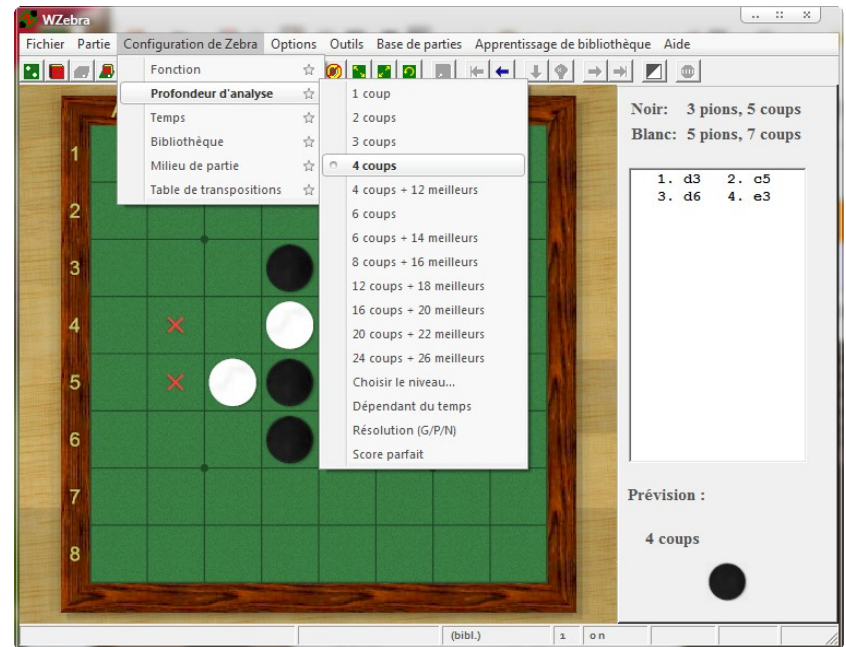 WZebra
Fichier Partie Configuration de Zebra Options Outils Base de parties Apprentissage de bibliothèque Aide
Fonction
Profondeur d'analyse
Temps
Bibliothèque
Milieu de partie
Table de transpositions
1 coup
2 coups
3 coups
4 coups
4 coups + 12 meilleurs
6 coups
6 coups + 14 meilleurs
8 coups + 16 meilleurs
12 coups + 18 meilleurs
16 coups + 20 meilleurs
20 coups + 22 meilleurs
24 coups + 26 meilleurs
Choisir le niveau...
Dépendant du temps
Résolution (G/P/N)
Score parfait
1
2
3
4
5
6
7
8
Noir: 3 pions, 5 coups
Blanc: 5 pions, 7 coups
1. d3 2. c5
3. d6 4. e3
Prévision :
4 coups
(bibl.) 1 o n